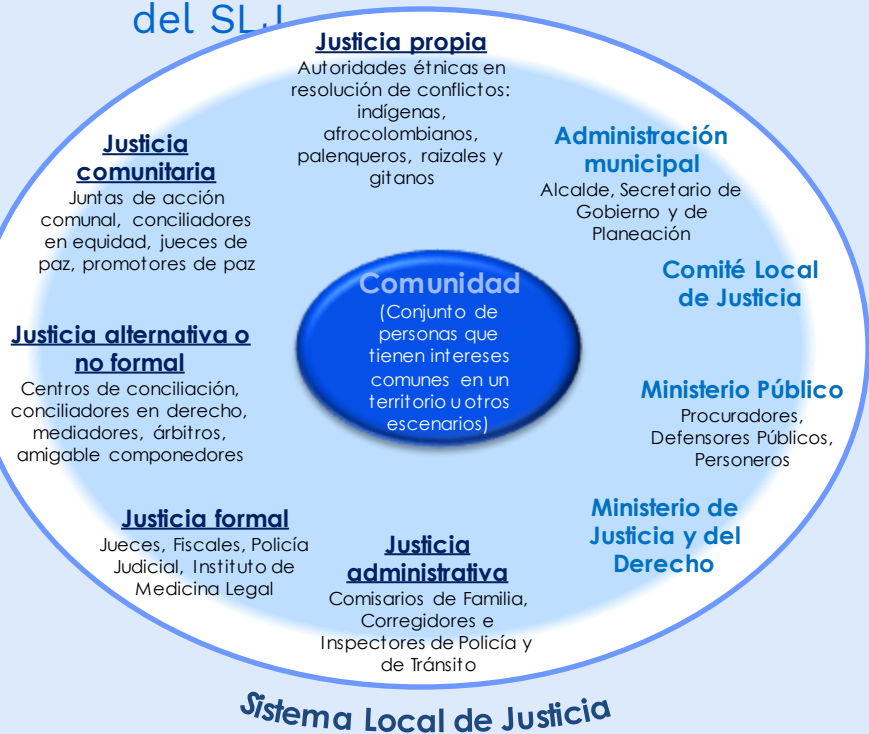 del SLJ
Justicia propia
Autoridades étnicas en
resolución de conflictos:
indígenas,
afrocolombianos,
palenqueros, raizales y
gitanos
Justicia
comunitaria
Juntas de acción
comunal, conciliadores
en equidad, jueces de
paz, promotores de paz
Administración
municipal
Alcalde, Secretario de
Gobierno y de
Planeación
Comité Local
de Justicia
Comunidad
(Conjunto de
personas que
tienen intereses
comunes en un
territorio u otros
escenarios)
Justicia alternativa o
no formal
Centros de conciliación,
conciliadores en derecho,
mediadores, árbitros,
amigable componedores
Ministerio Público
Procuradores,
Defensores Públicos,
Personeros
Justicia formal
Jueces, Fiscales, Policía
Judicial, Instituto de
Medicina Legal
Justicia
administrativa
Comisarios de Familia,
Corregidores e
Inspectores de Policía y
de Tránsito
Ministerio de
Justicia y del
Derecho
Sistema Local de Justicia